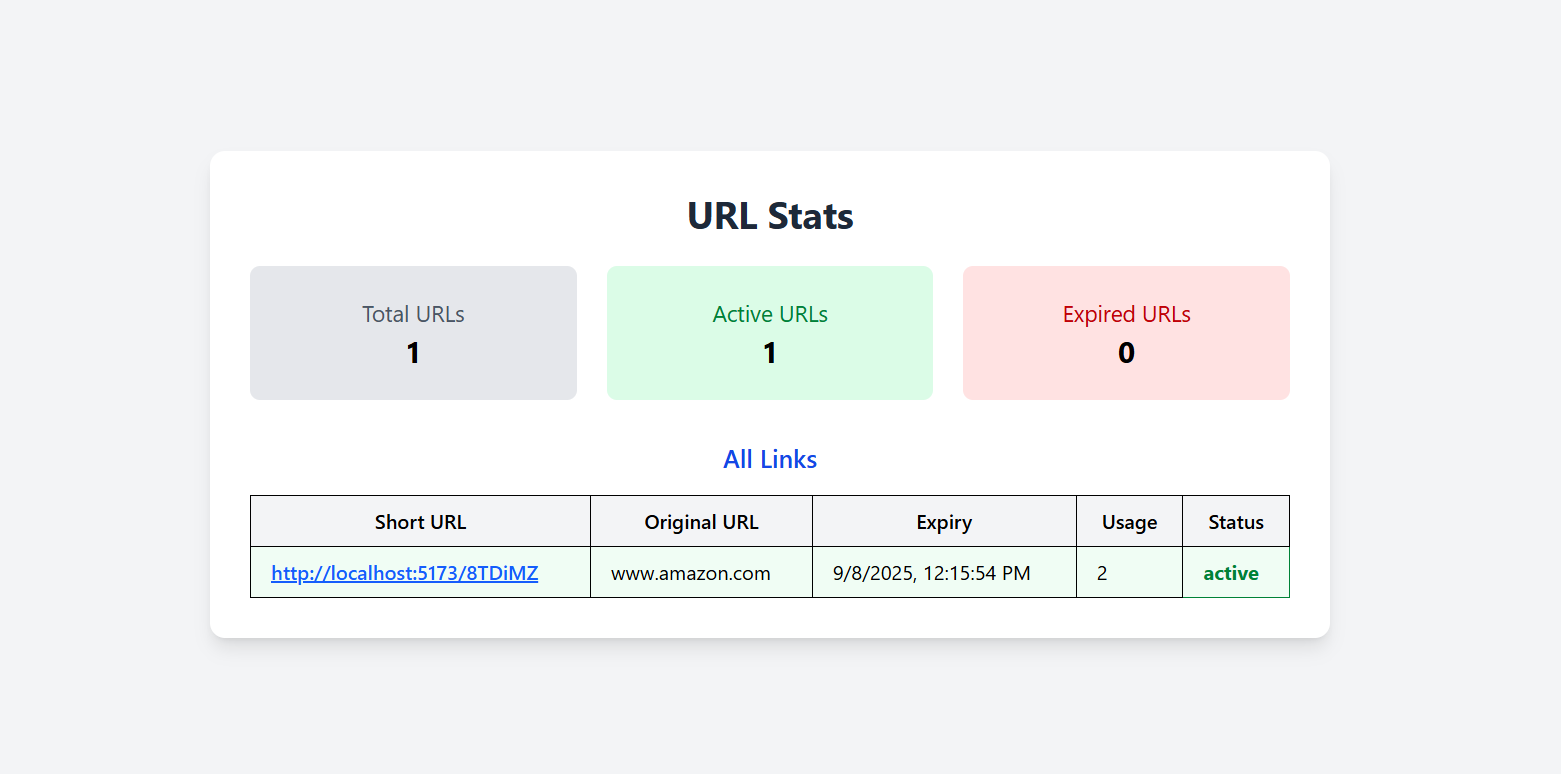 URL Stats
Total URLs
1
Active URLs
1
Expired URLs
0
All Links
Short URL Original URL Expiry Usage Status
http://localhost:5173/8TDiMZ www.amazon.com 9/8/2025, 12:15:54 PM 2 active